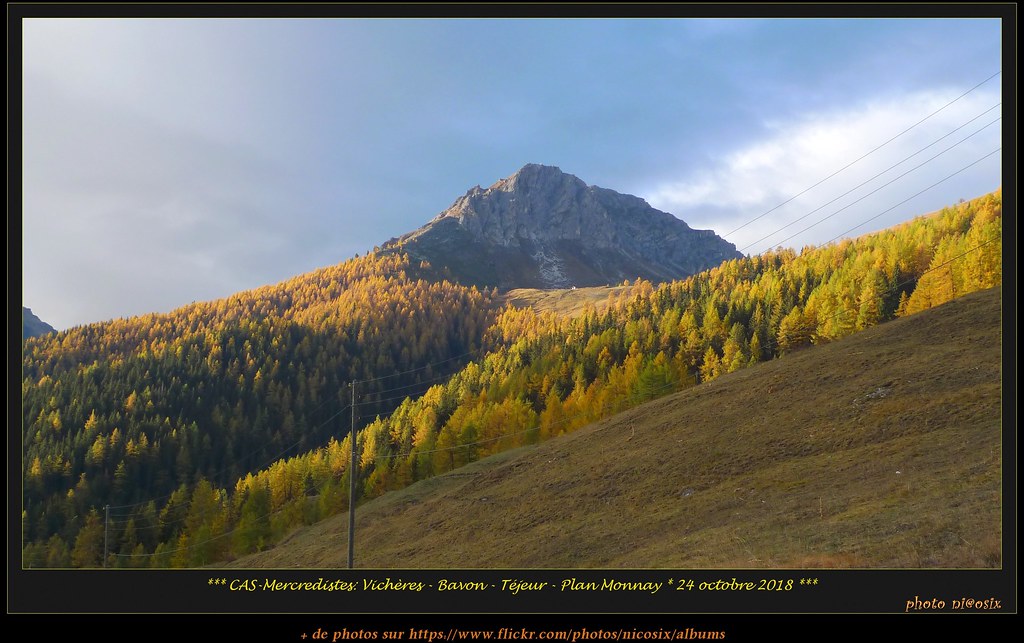 *** CAS-Mercredistes: Vichères - Bavon - Téjeur - Plan Monnay * 24 octobre 2018 ***
photo ni@osix
+ de photos sur https://www.flickr.com/photos/nicosix/albums